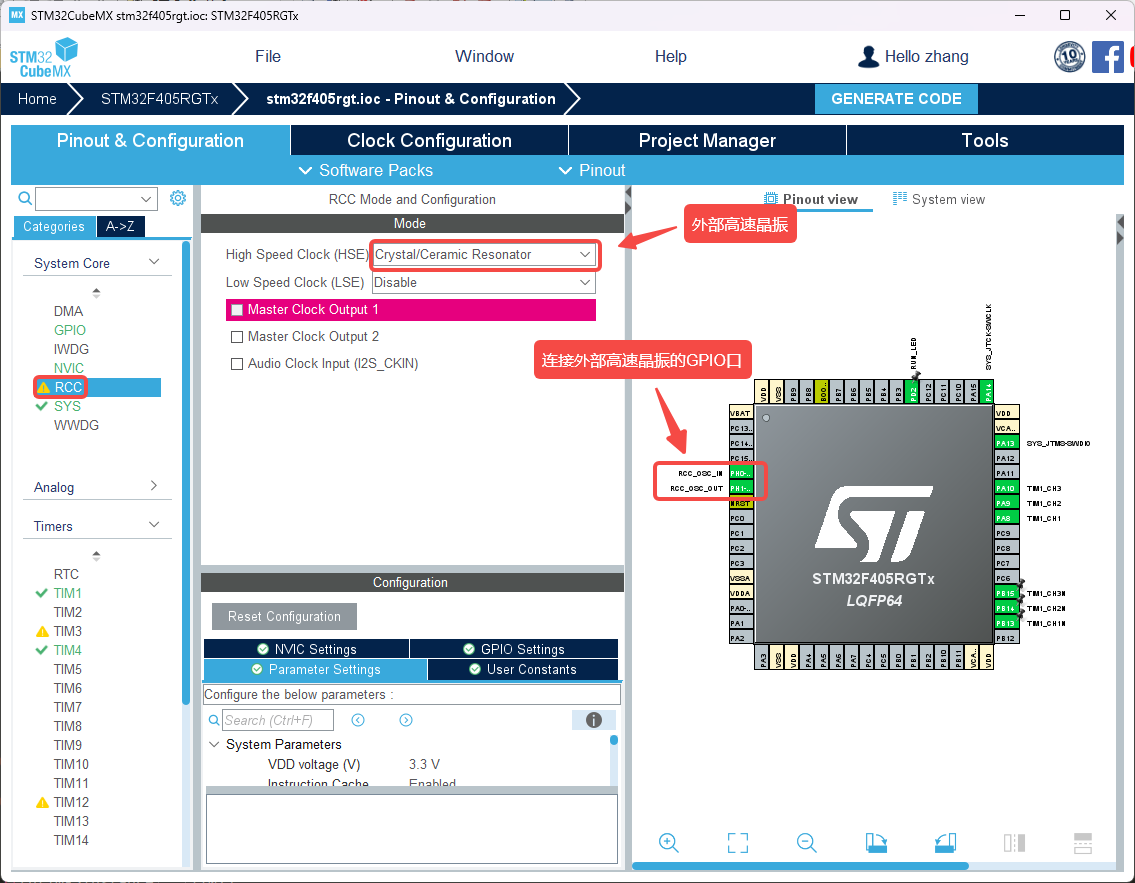 STM32CubeMX stm32f405rgt.ioc: STM32F405RGTx
MX
STM32
CubeMX
File
Window
Help
Hello zhang
10
Home
STM32F405RGTx
stm32f405rgt.ioc - Pinout & Configuration
GENERATE CODE
Pinout & Configuration
Clock Configuration
Project Manager
Tools
Software Packs
Pinout
Categories
A->Z
System Core
DMA
GPIO
IWDG
NVIC
RCC
SYS
WWDG
Analog
Timers
RTC
TIM1
TIM2
TIM3
TIM4
TIM5
TIM6
TIM7
TIM8
TIM9
TIM10
TIM11
TIM12
TIM13
TIM14
RCC Mode and Configuration
Mode
High Speed Clock (HSE)
Crystal/Ceramic Resonator
Low Speed Clock (LSE)
Disable
Master Clock Output 1
Master Clock Output 2
Audio Clock Input (I2S_CKIN)
外部高速晶振
连接外部高速晶振的GPIO口
Configuration
Reset Configuration
NVIC Settings
GPIO Settings
Parameter Settings
User Constants
Configure the below parameters :
Search (Ctrl+F)
System Parameters
VDD voltage (V)
3.3 V
Instruction Cache
Enabled
Pinout view
System view
RUN_LED
SYS_JTCK-SWCLK
VDD
VSS
PB9
PB8
BOO..
PB7
PB6
PB5
PB4
PB3
PD2
PC12
PC11
PC10
PA15
PA14
VBAT
PC13..
PC14..
PC15..
RCC_OSC_IN
PH0-..
RCC_OSC_OUT
PH1-..
NRST
PC0
PC1
PC2
PC3
VSSA
VDDA
PA0-..
PA1
PA2
VDD
VCA..
PA13
SYS_JTMS-SWDIO
PA12
PA11
PA10
TIM1_CH3
PA9
TIM1_CH2
PA8
TIM1_CH1
PC9
PC8
PC7
PC6
PB15
TIM1_CH3N
PB14
TIM1_CH2N
PB13
TIM1_CH1N
PB12
ST
STM32F405RGTx
LQFP64
PA3
VSS
VDD
PA4
PA5
PA6
PA7
PC4
PC5
PB0
PB1
PB2
PB10
PB11
VCA..
VDD